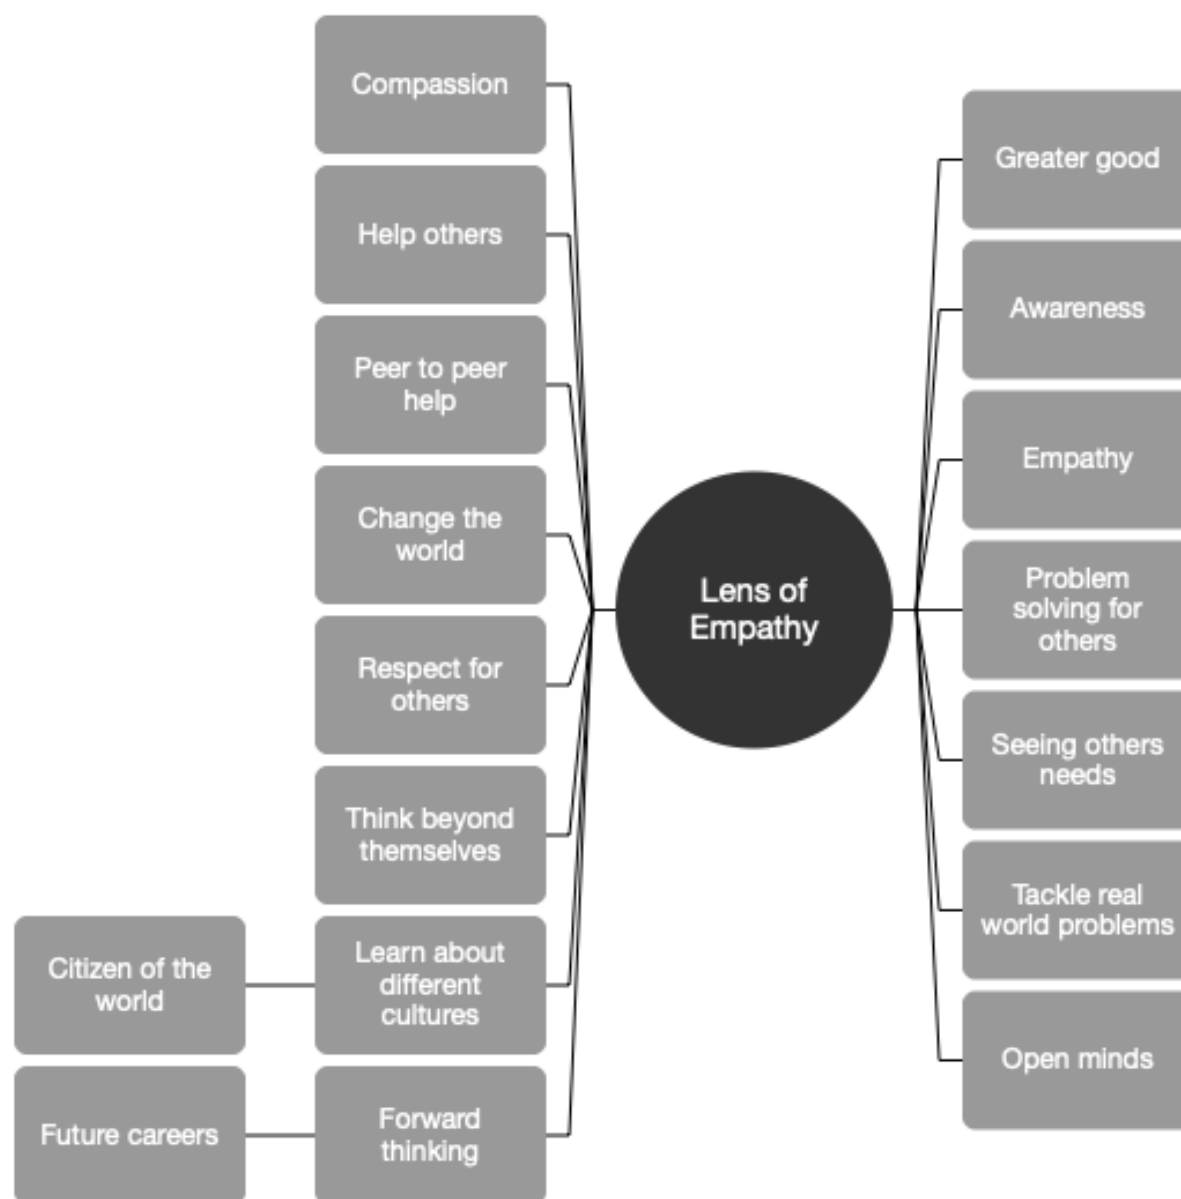 Compassion
Help others
Peer to peer
help
Change the
world
Respect for
others
Think beyond
themselves
Citizen of the
world
Learn about
different
cultures
Future careers
Forward
thinking
Lens of
Empathy
Greater good
Awareness
Empathy
Problem
solving for
others
Seeing others
needs
Tackle real
world problems
Open minds